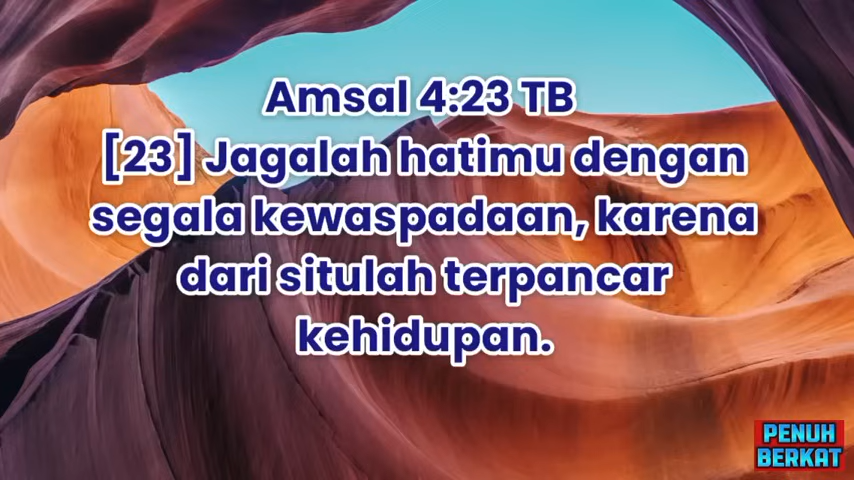 Amsal 4:23 TB
[23] Jagalah hatimu dengan
segala kewaspadaan, karena
dari situlah terpancar
kehidupan.
PENUH
BERKAT